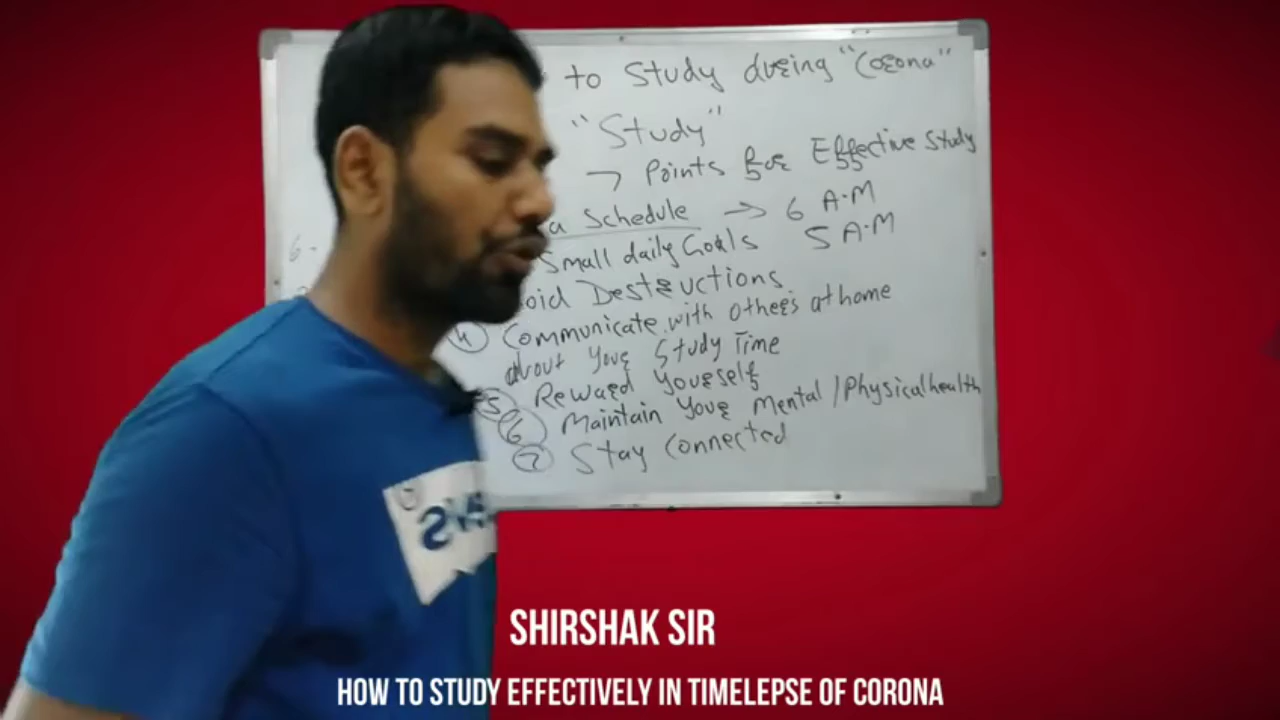 to Study during "Corona"
"Study"
→ Points for Effective Study
a Schedule → 6 A.M
Small daily Goals 5 A.M
6 -
oid Destructions
4 Communicate with other's at home
about Your Study Time
5 Reward Yourself
6 Maintain Your Mental / Physical health
7 Stay Connected
SHIRSHAK SIR
HOW TO STUDY EFFECTIVELY IN TIMELEPSE OF CORONA